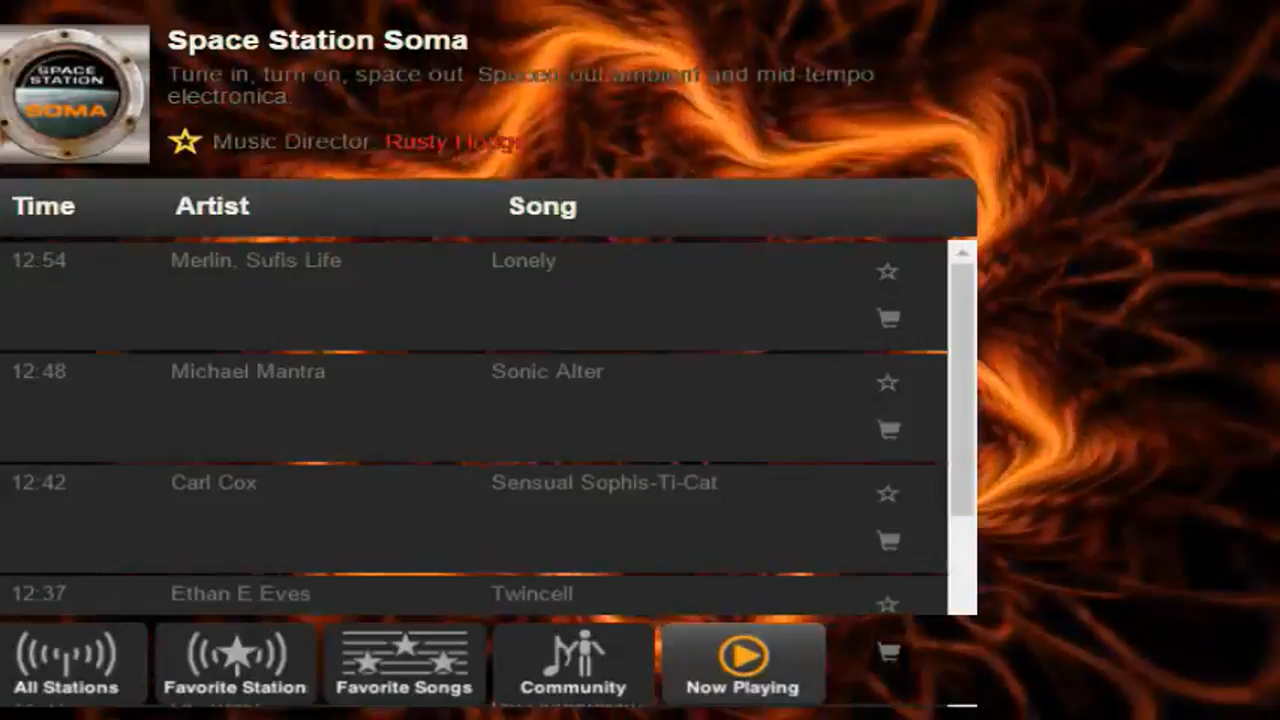 Space Station Soma
Tune in, turn on, space out. Spaced out ambient and mid-tempo
electronica.
SPACE
STATION
SOMA
Music Director: Rusty
Time Artist Song
12:54 Merlin, Sufis Life Lonely
12:48 Michael Mantra Sonic Alter
12:42 Carl Cox Sensual Sophis-Ti-Cat
12:37 Ethan E Eves Twincell
All Stations Favorite Station Favorite Songs Community Now Playing